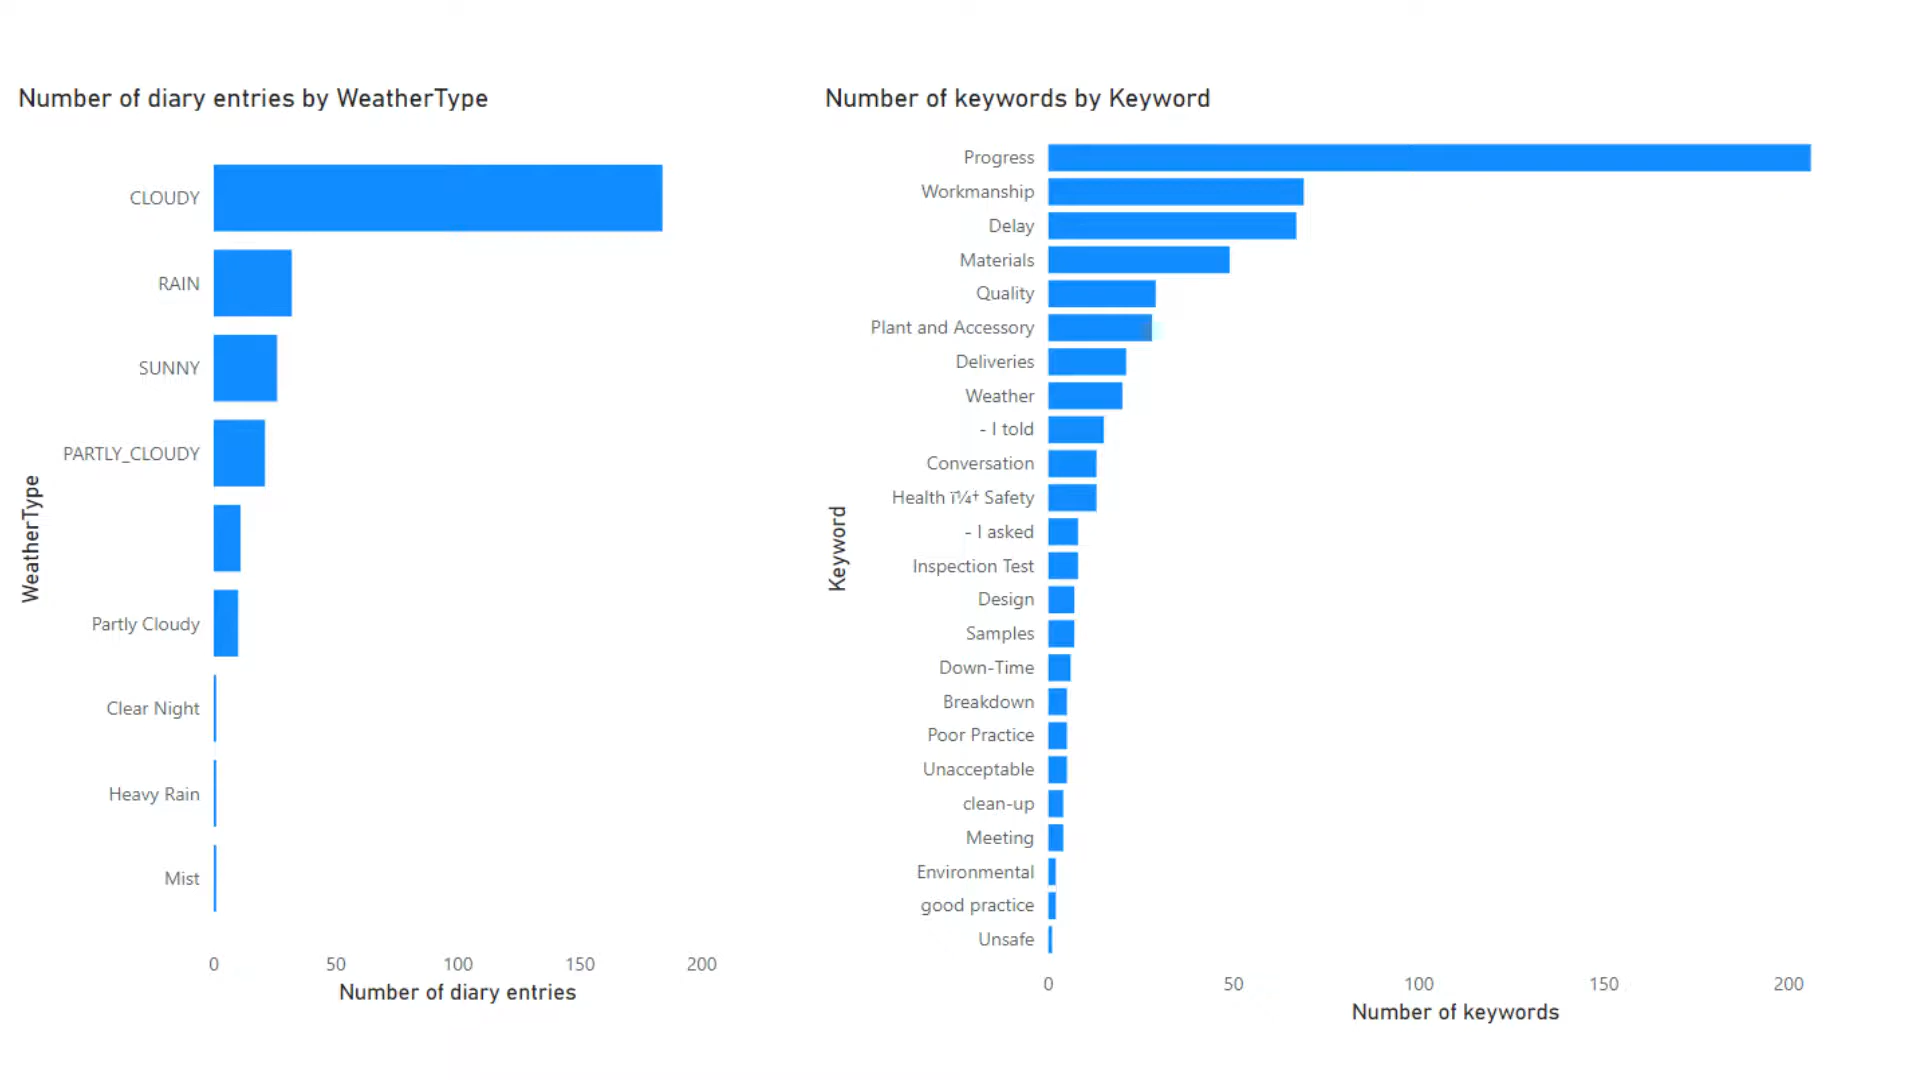 Number of diary entries by WeatherType
WeatherType
CLOUDY
RAIN
SUNNY
PARTLY_CLOUDY
Partly Cloudy
Clear Night
Heavy Rain
Mist
0 50 100 150 200
Number of diary entries
Number of keywords by Keyword
Keyword
Progress
Workmanship
Delay
Materials
Quality
Plant and Accessory
Deliveries
Weather
- I told
Conversation
Health ï¼† Safety
- I asked
Inspection Test
Design
Samples
Down-Time
Breakdown
Poor Practice
Unacceptable
clean-up
Meeting
Environmental
good practice
Unsafe
0 50 100 150 200
Number of keywords